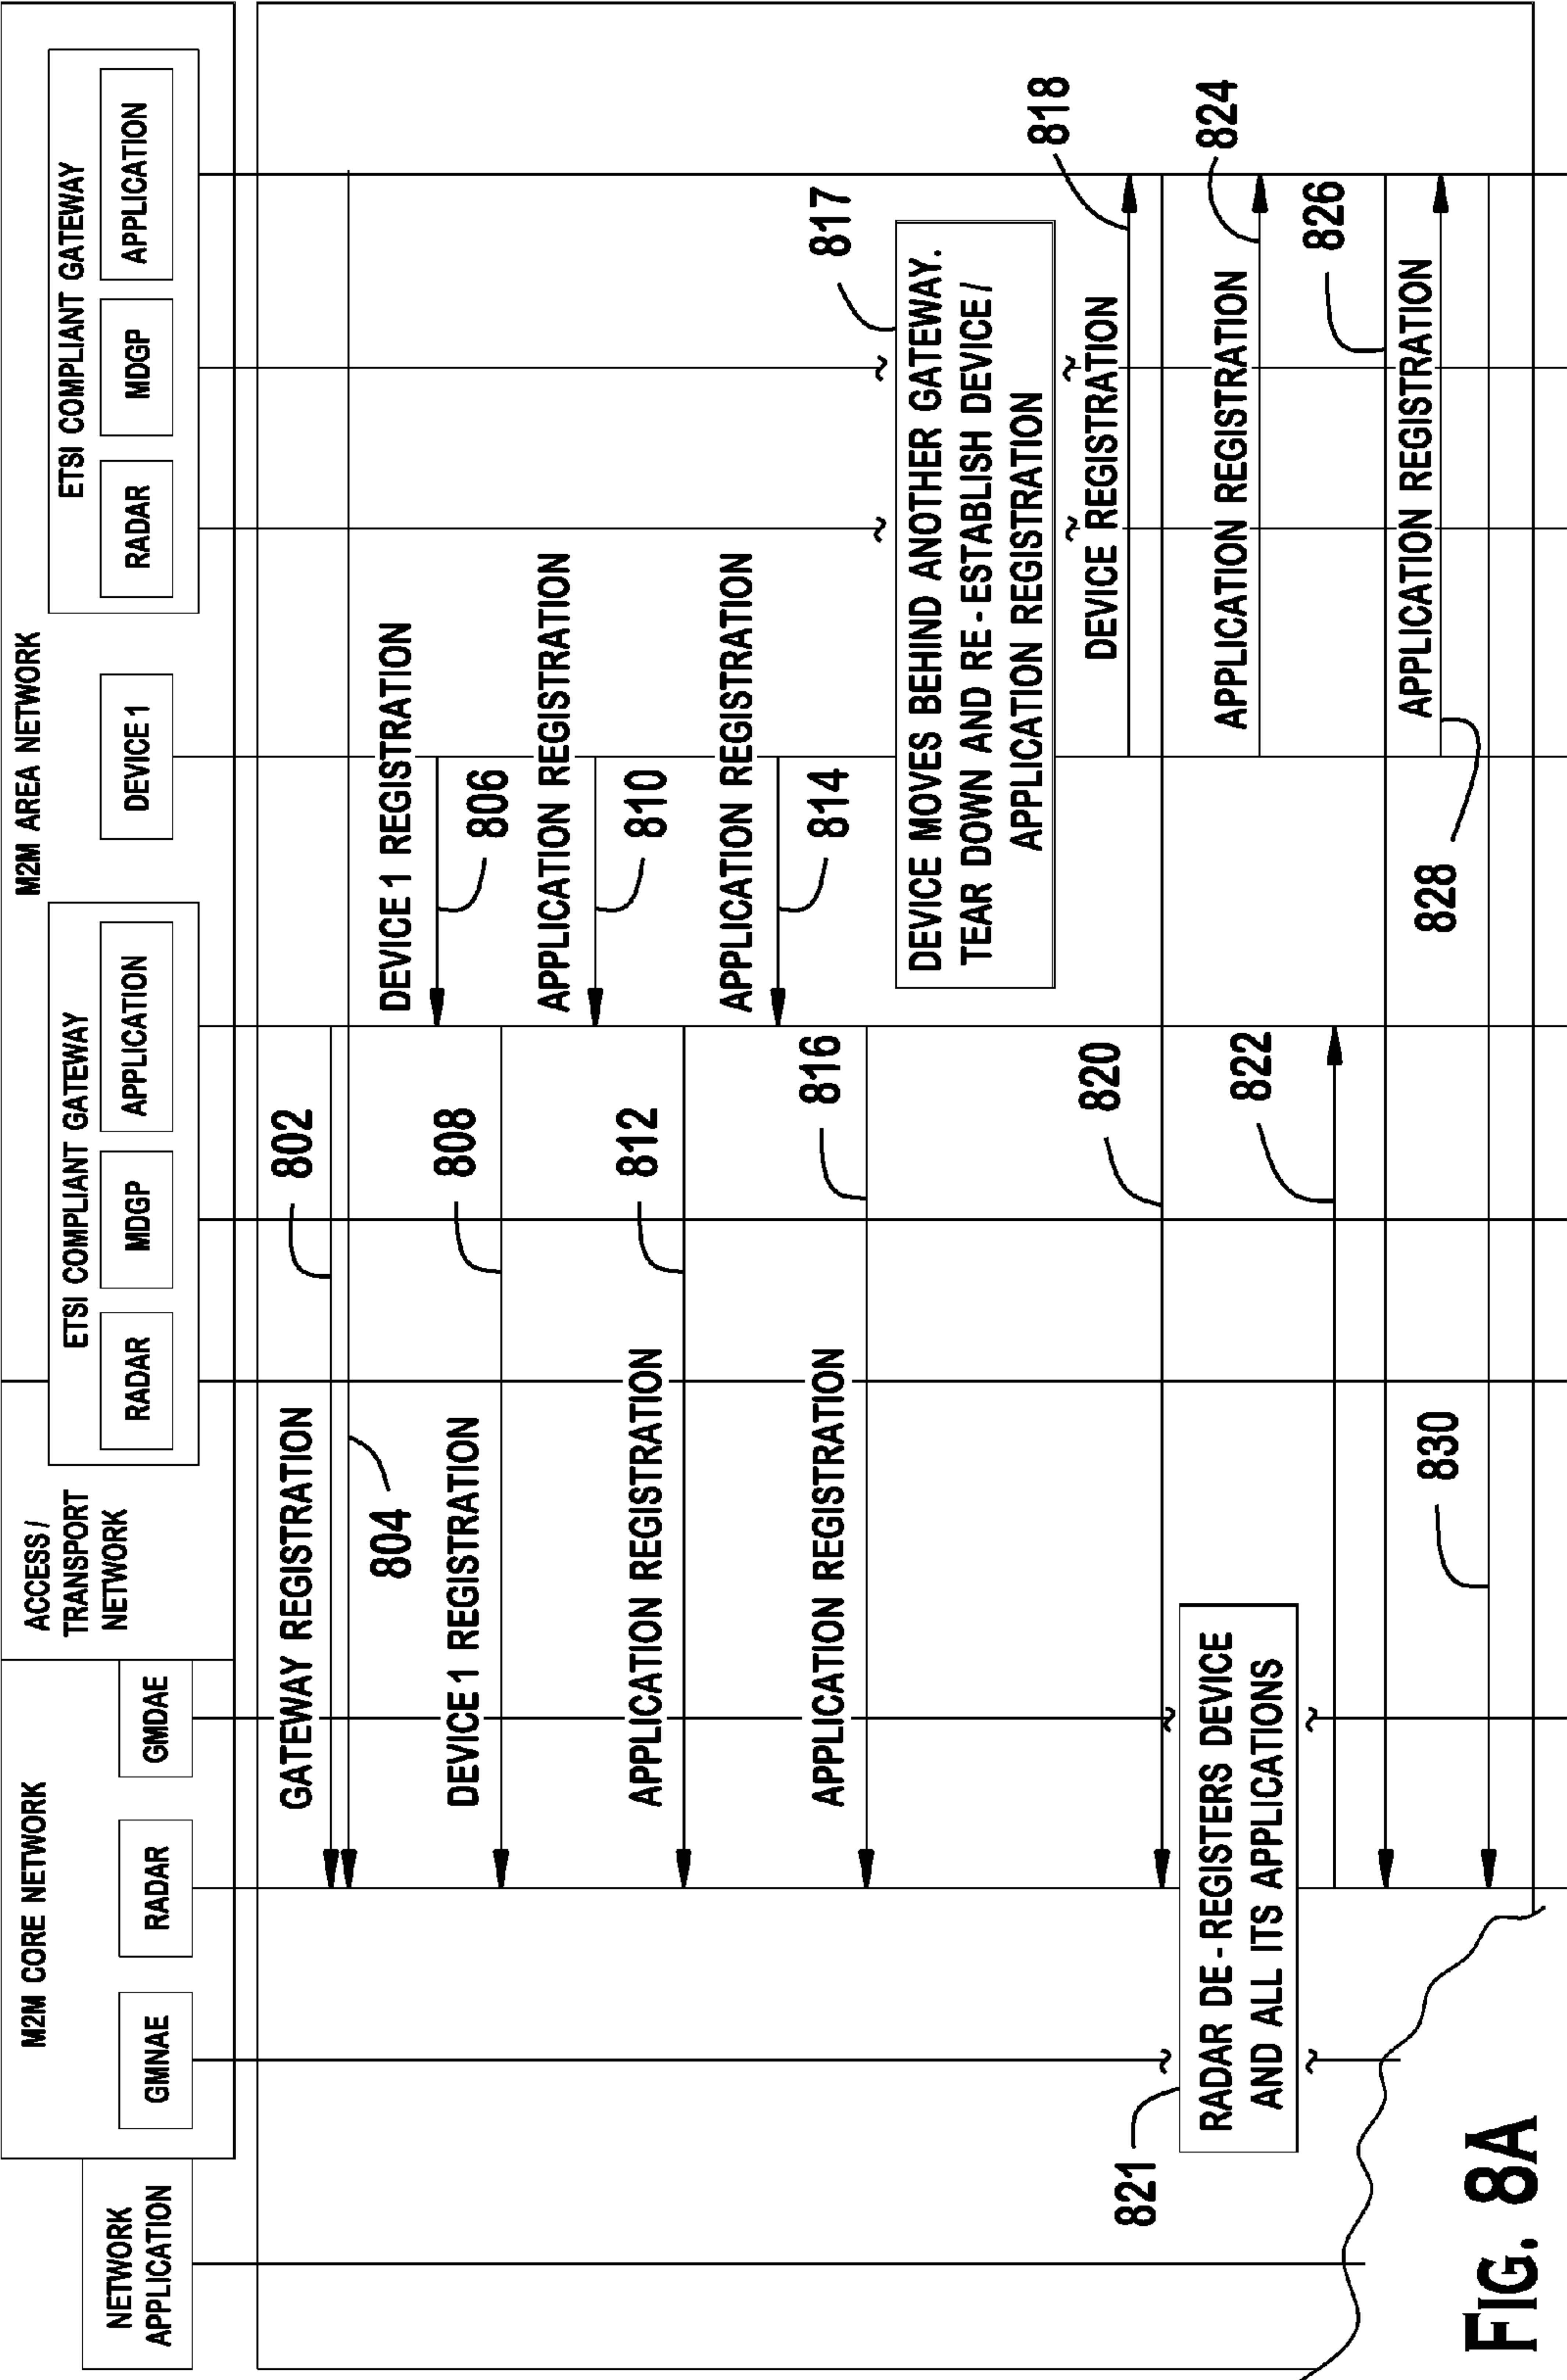 NETWORK
APPLICATION
M2M CORE NETWORK
GMNAE
RADAR
GMDAE
ACCESS /
TRANSPORT
NETWORK
M2M AREA NETWORK
ETSI COMPLIANT GATEWAY
RADAR
MDGP
APPLICATION
DEVICE 1
ETSI COMPLIANT GATEWAY
RADAR
MDGP
APPLICATION
GATEWAY REGISTRATION
802
804
DEVICE 1 REGISTRATION
806
DEVICE 1 REGISTRATION
808
APPLICATION REGISTRATION
810
APPLICATION REGISTRATION
812
APPLICATION REGISTRATION
814
APPLICATION REGISTRATION
816
817
DEVICE MOVES BEHIND ANOTHER GATEWAY.
TEAR DOWN AND RE-ESTABLISH DEVICE /
APPLICATION REGISTRATION
DEVICE REGISTRATION
818
820
821
RADAR DE-REGISTERS DEVICE
AND ALL ITS APPLICATIONS
822
APPLICATION REGISTRATION
824
826
APPLICATION REGISTRATION
828
830
FIG. 8A